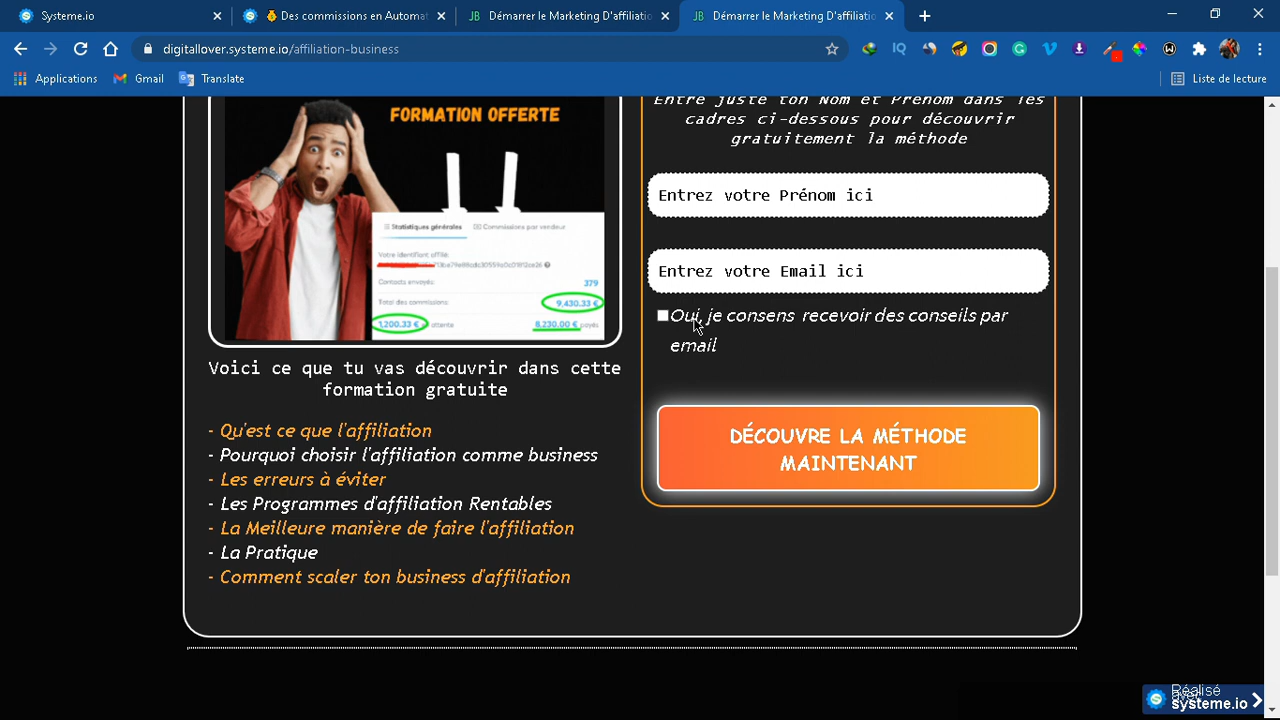 Des commissions en Automat
Démarrer le Marketing D'affiliatio
Démarrer le Marketing D'affiliatio
digitallover.systeme.io/affiliation-business
Applications
Gmail
Translate
Liste de lecture
FORMATION OFFERTE
Statistiques générales
Commissions par vendeur
Votre identifiant affilié:
Contacts envoyé:
379
Total des commissions:
9,430.33 €
1,200.33 € attente
8,230.00 € payés
Voici ce que tu vas découvrir dans cette
formation gratuite
- Qu'est ce que l'affiliation
- Pourquoi choisir l'affiliation comme business
- Les erreurs à éviter
- Les Programmes d'affiliation Rentables
- La Meilleure manière de faire l'affiliation
- La Pratique
- Comment scaler ton business d'affiliation
Entre juste ton Nom et Prénom dans les
cadres ci-dessous pour découvrir
gratuitement la méthode
Entrez votre Prénom ici
Entrez votre Email ici
Oui, je consens recevoir des conseils par
email
DÉCOUVRE LA MÉTHODE
MAINTENANT
Réalisé
systeme.io